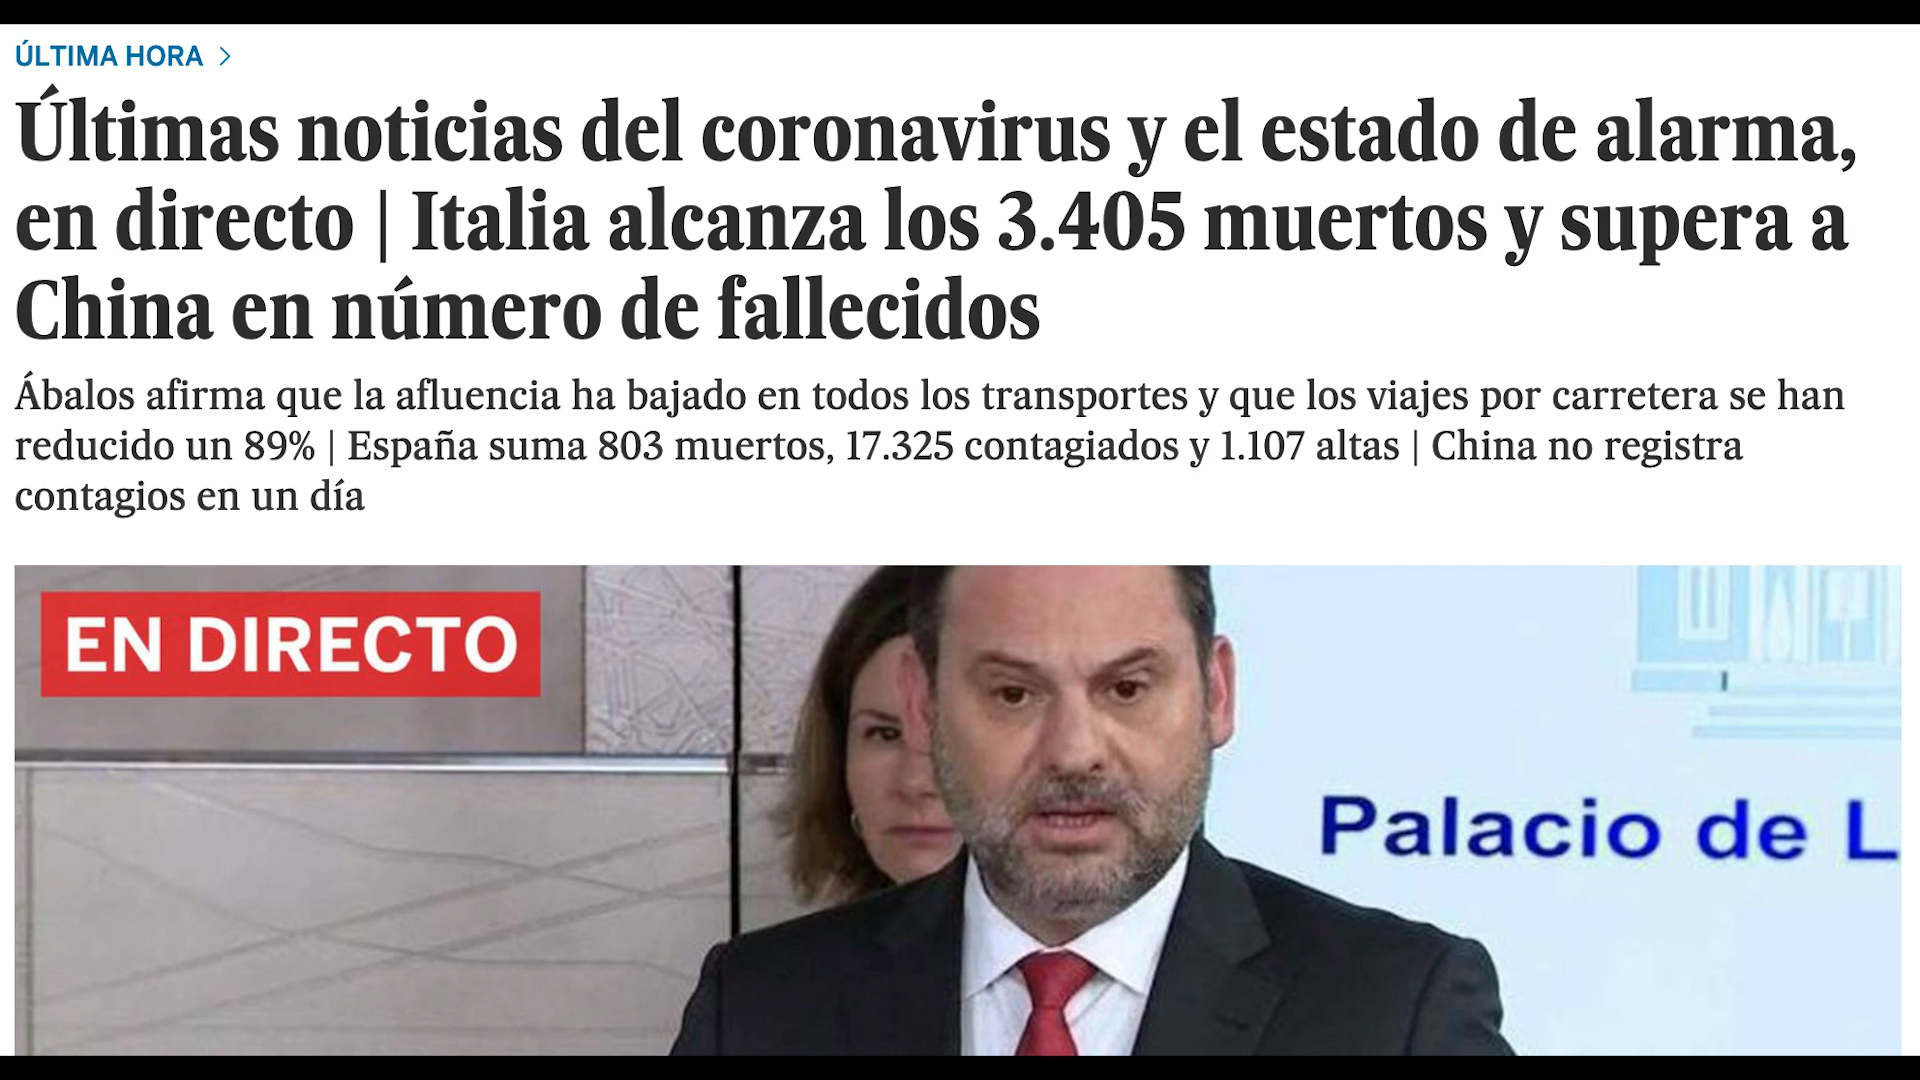 ÚLTIMA HORA >
Últimas noticias del coronavirus y el estado de alarma,
en directo | Italia alcanza los 3.405 muertos y supera a
China en número de fallecidos
Ábalos afirma que la afluencia ha bajado en todos los transportes y que los viajes por carretera se han
reducido un 89% | España suma 803 muertos, 17.325 contagiados y 1.107 altas | China no registra
contagios en un día
EN DIRECTO
Palacio de L